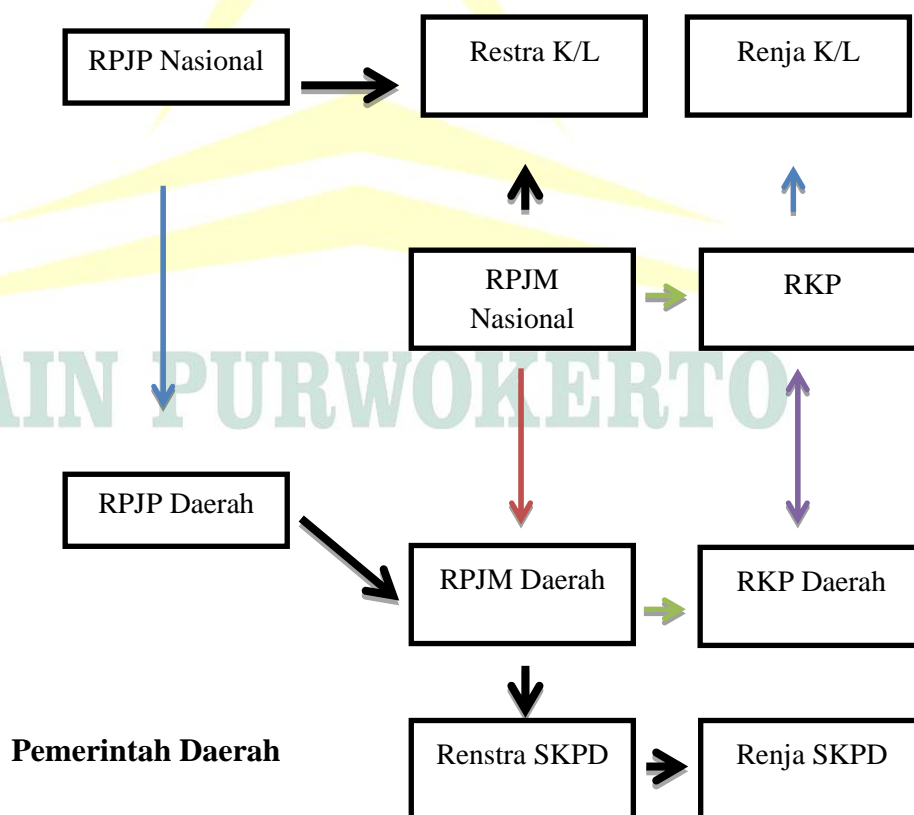 RPJP Nasional
Restra K/L
Renja K/L
RPJM
Nasional
RKP
AIN PURWOKERTO
RPJP Daerah
RPJM Daerah
RKP Daerah
Pemerintah Daerah
Renstra SKPD
Renja SKPD